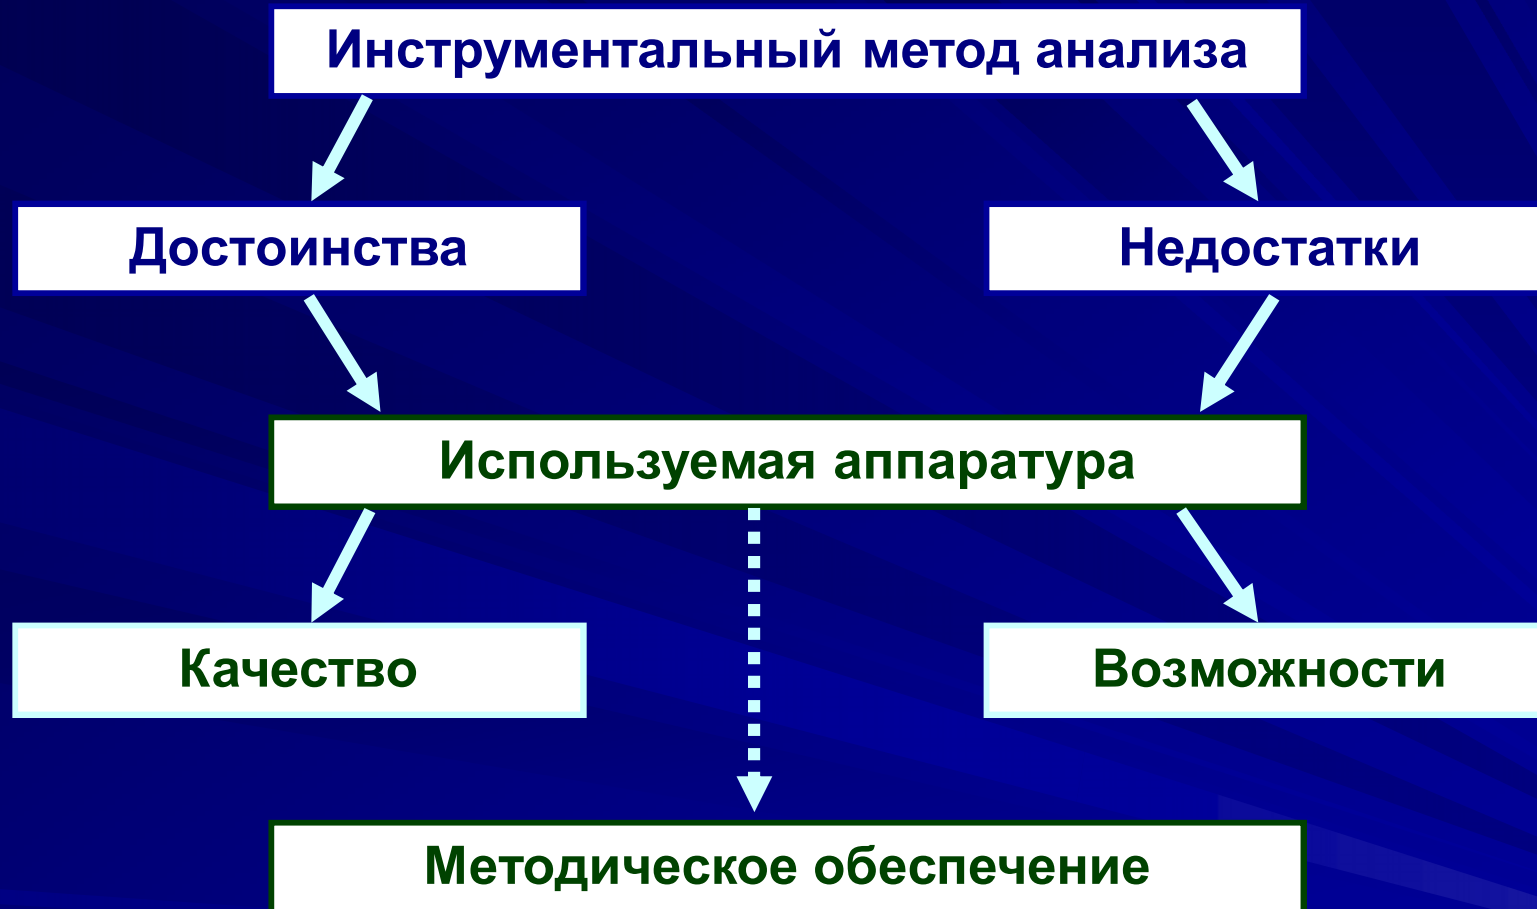 Инструментальный метод анализа
Достоинства
Недостатки
Используемая аппаратура
Качество
Возможности
Методическое обеспечение